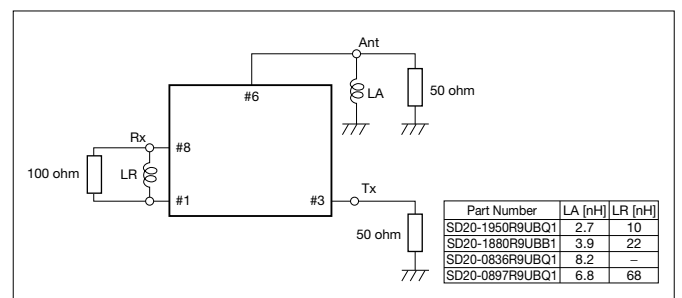 Ant
#6
LA
50 ohm
Rx
#8
100 ohm
LR
#1
#3
Tx
50 ohm
Part Number LA [nH] LR [nH]
SD20-1950R9UBQ1 2.7 10
SD20-1880R9UBB1 3.9 22
SD20-0836R9UBQ1 8.2 –
SD20-0897R9UBQ1 6.8 68